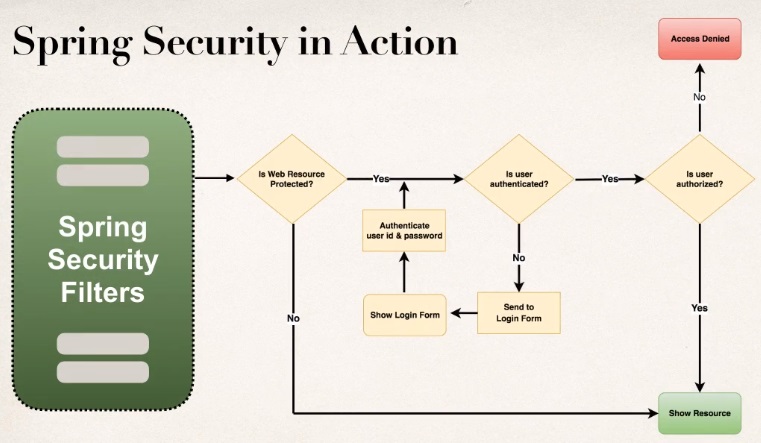 Spring Security in Action
Access Denied
No
Spring
Security
Filters
Is Web Resource
Protected?
Yes
Is user
authenticated?
Yes
Is user
authorized?
Authenticate
user id & password
No
Show Login Form
Send to
Login Form
No
Yes
Show Resource